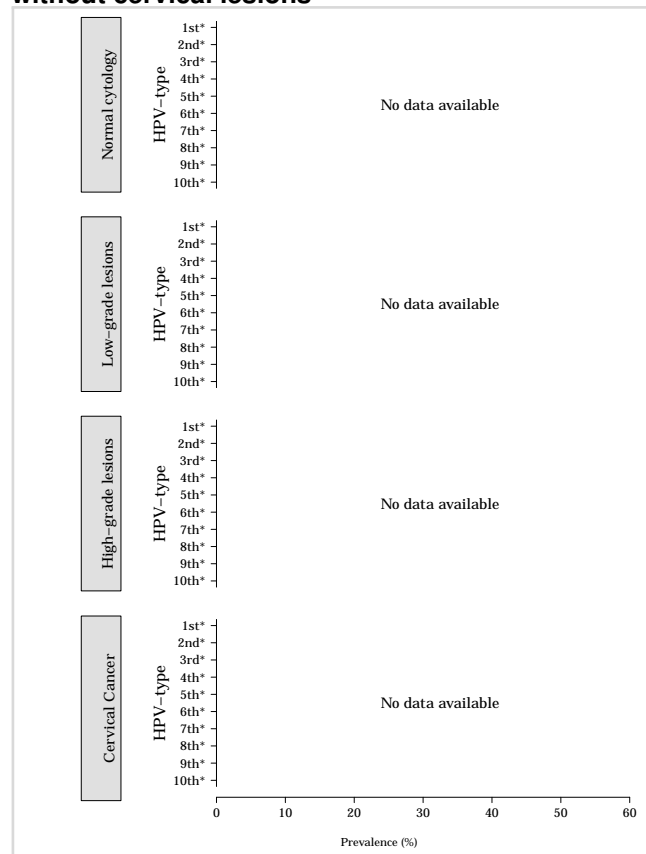 without cervical lesions
Normal cytology
HPV−type
1st*
2nd*
3rd*
4th*
5th*
6th*
7th*
8th*
9th*
10th*
No data available
Low−grade lesions
HPV−type
1st*
2nd*
3rd*
4th*
5th*
6th*
7th*
8th*
9th*
10th*
No data available
High−grade lesions
HPV−type
1st*
2nd*
3rd*
4th*
5th*
6th*
7th*
8th*
9th*
10th*
No data available
Cervical Cancer
HPV−type
1st*
2nd*
3rd*
4th*
5th*
6th*
7th*
8th*
9th*
10th*
No data available
0 10 20 30 40 50 60
Prevalence (%)